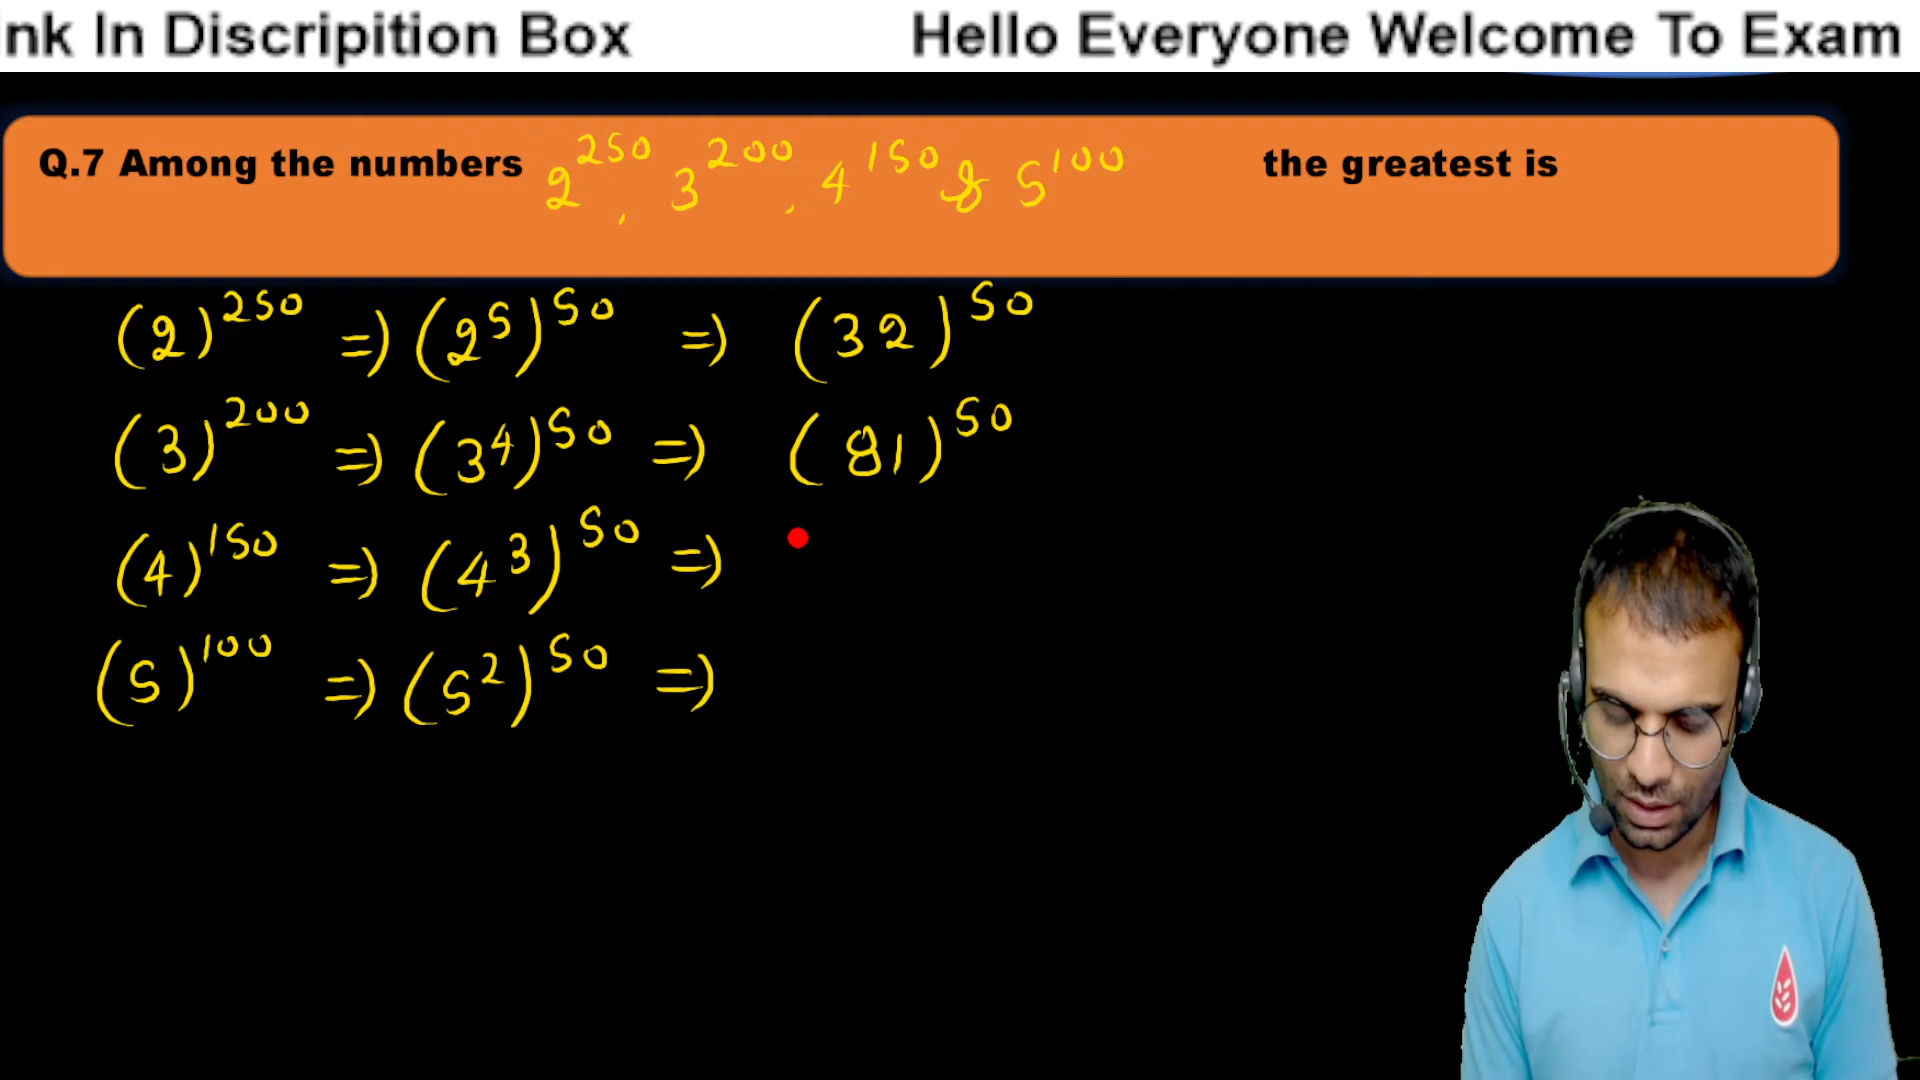 nk In Discripition Box Hello Everyone Welcome To Exam
Q.7 Among the numbers 2^250, 3^200, 4^150 & 5^100 the greatest is
(2)^250 => (2^5)^50 => (32)^50
(3)^200 => (3^4)^50 => (81)^50
(4)^150 => (4^3)^50 =>
(5)^100 => (5^2)^50 =>